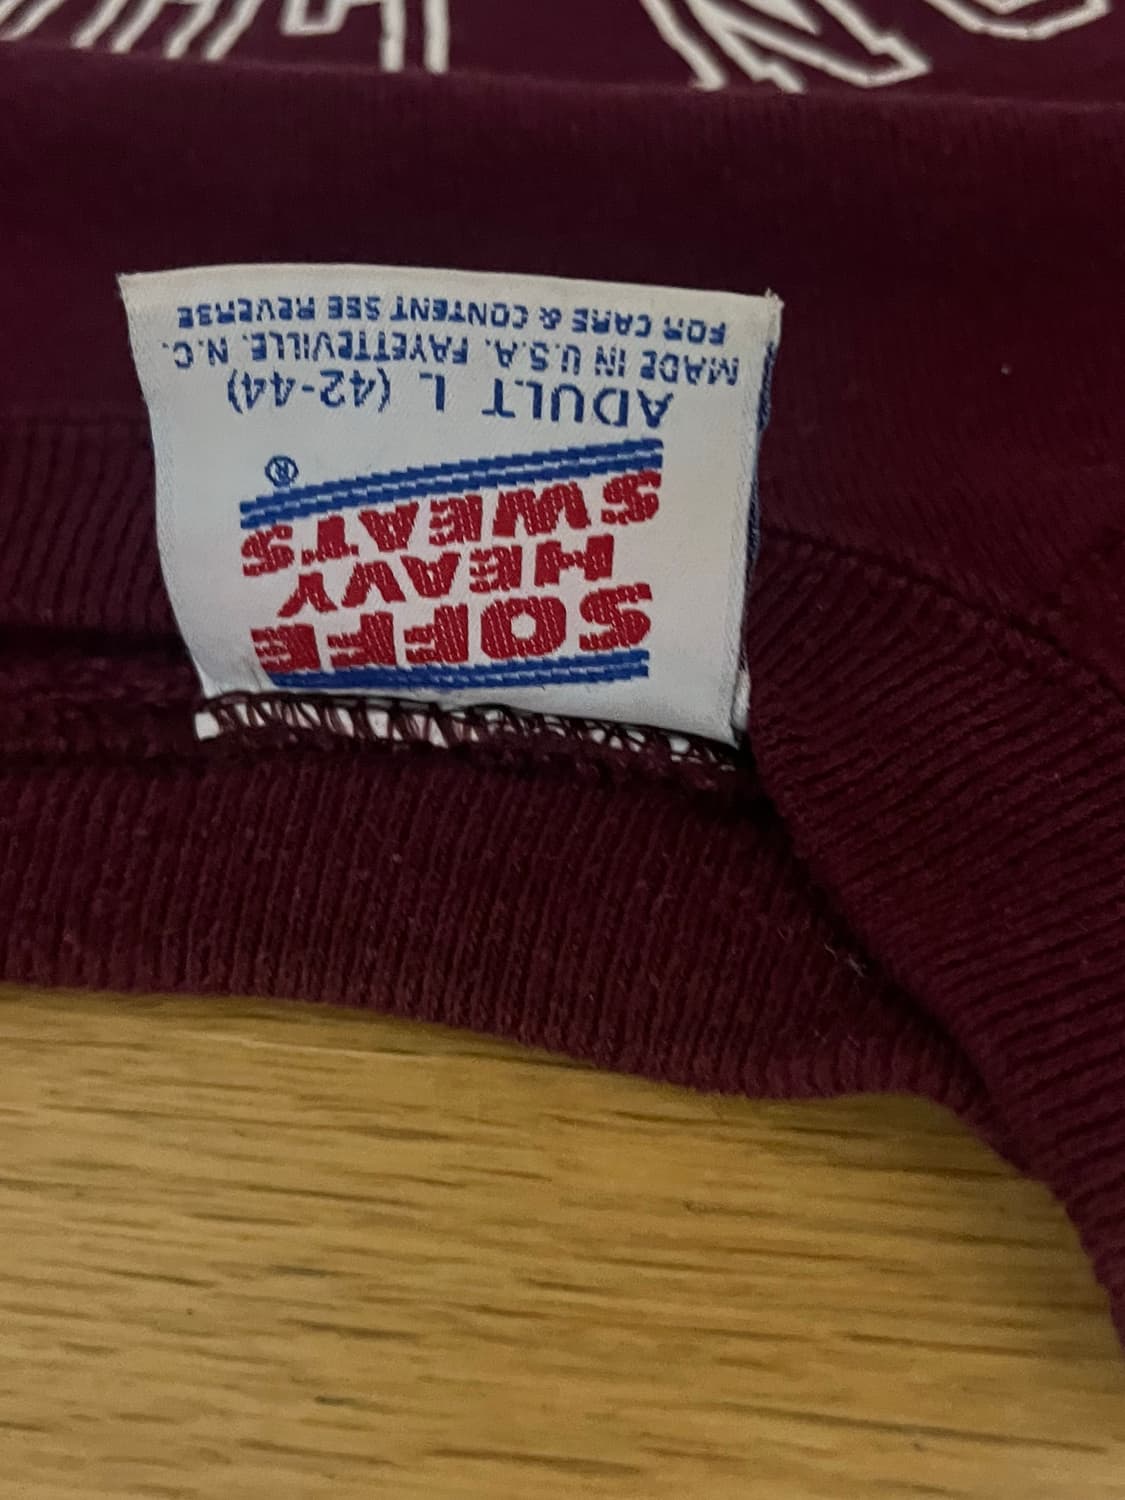 SOFFE
HEAVY
SWEATS
®
ADULT L (42-44)
MADE IN U.S.A. FAYETTEVILLE, N.C.
FOR CARE & CONTENT SEE REVERSE